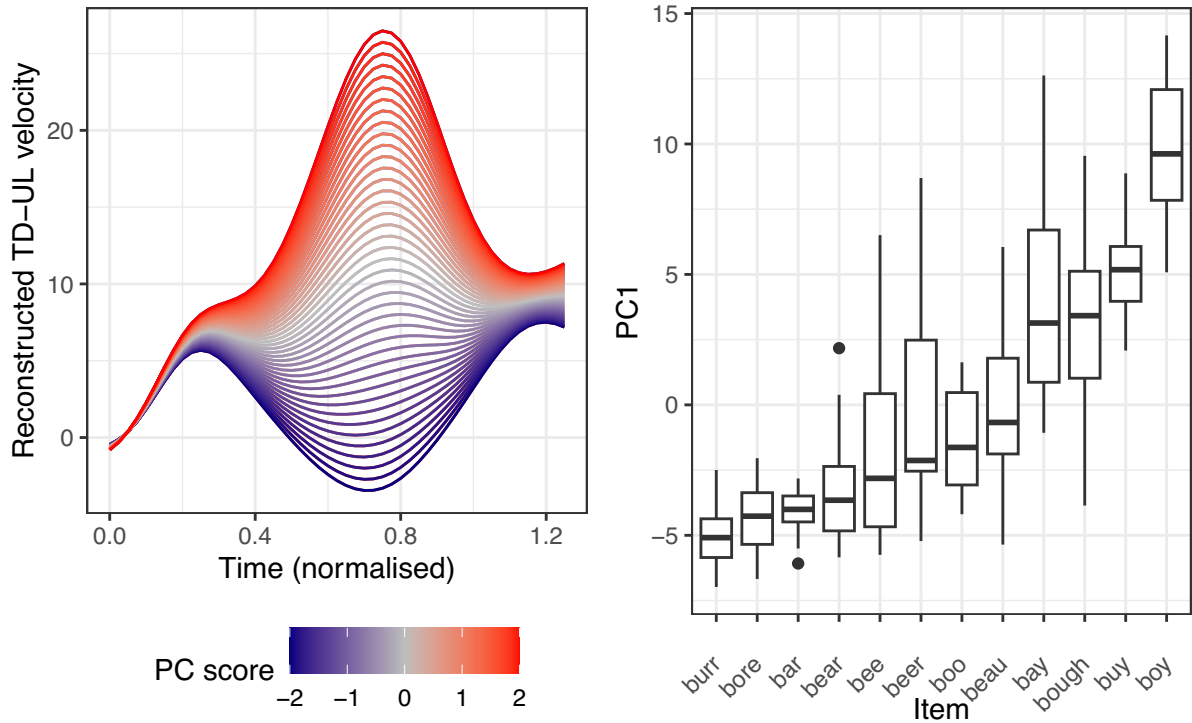 Reconstructed TD−UL velocity
20
10
0
0.0 0.4 0.8 1.2
Time (normalised)
PC score
−2 −1 0 1 2
PC1
15
10
5
0
−5
burr bore bar bear bee beer boo beau bay bough buy boy
Item